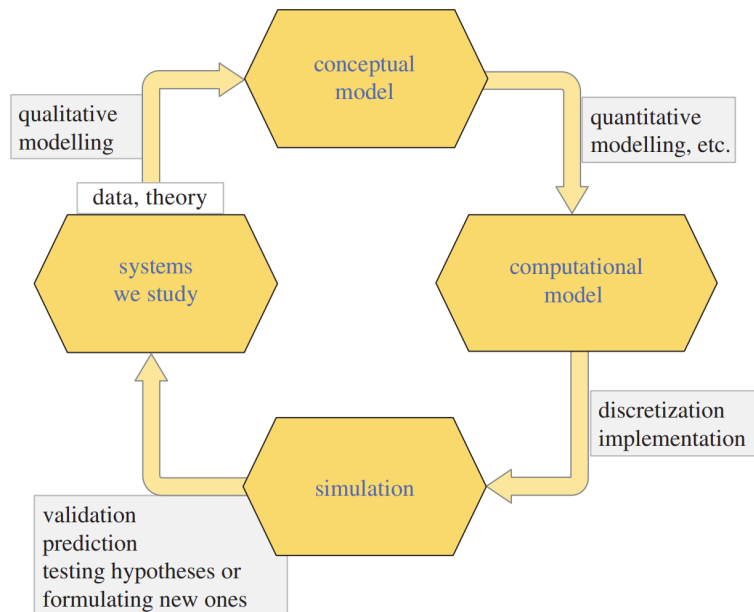 conceptual
model
qualitative
modelling
quantitative
modelling, etc.
data, theory
systems
we study
computational
model
discretization
implementation
simulation
validation
prediction
testing hypotheses or
formulating new ones